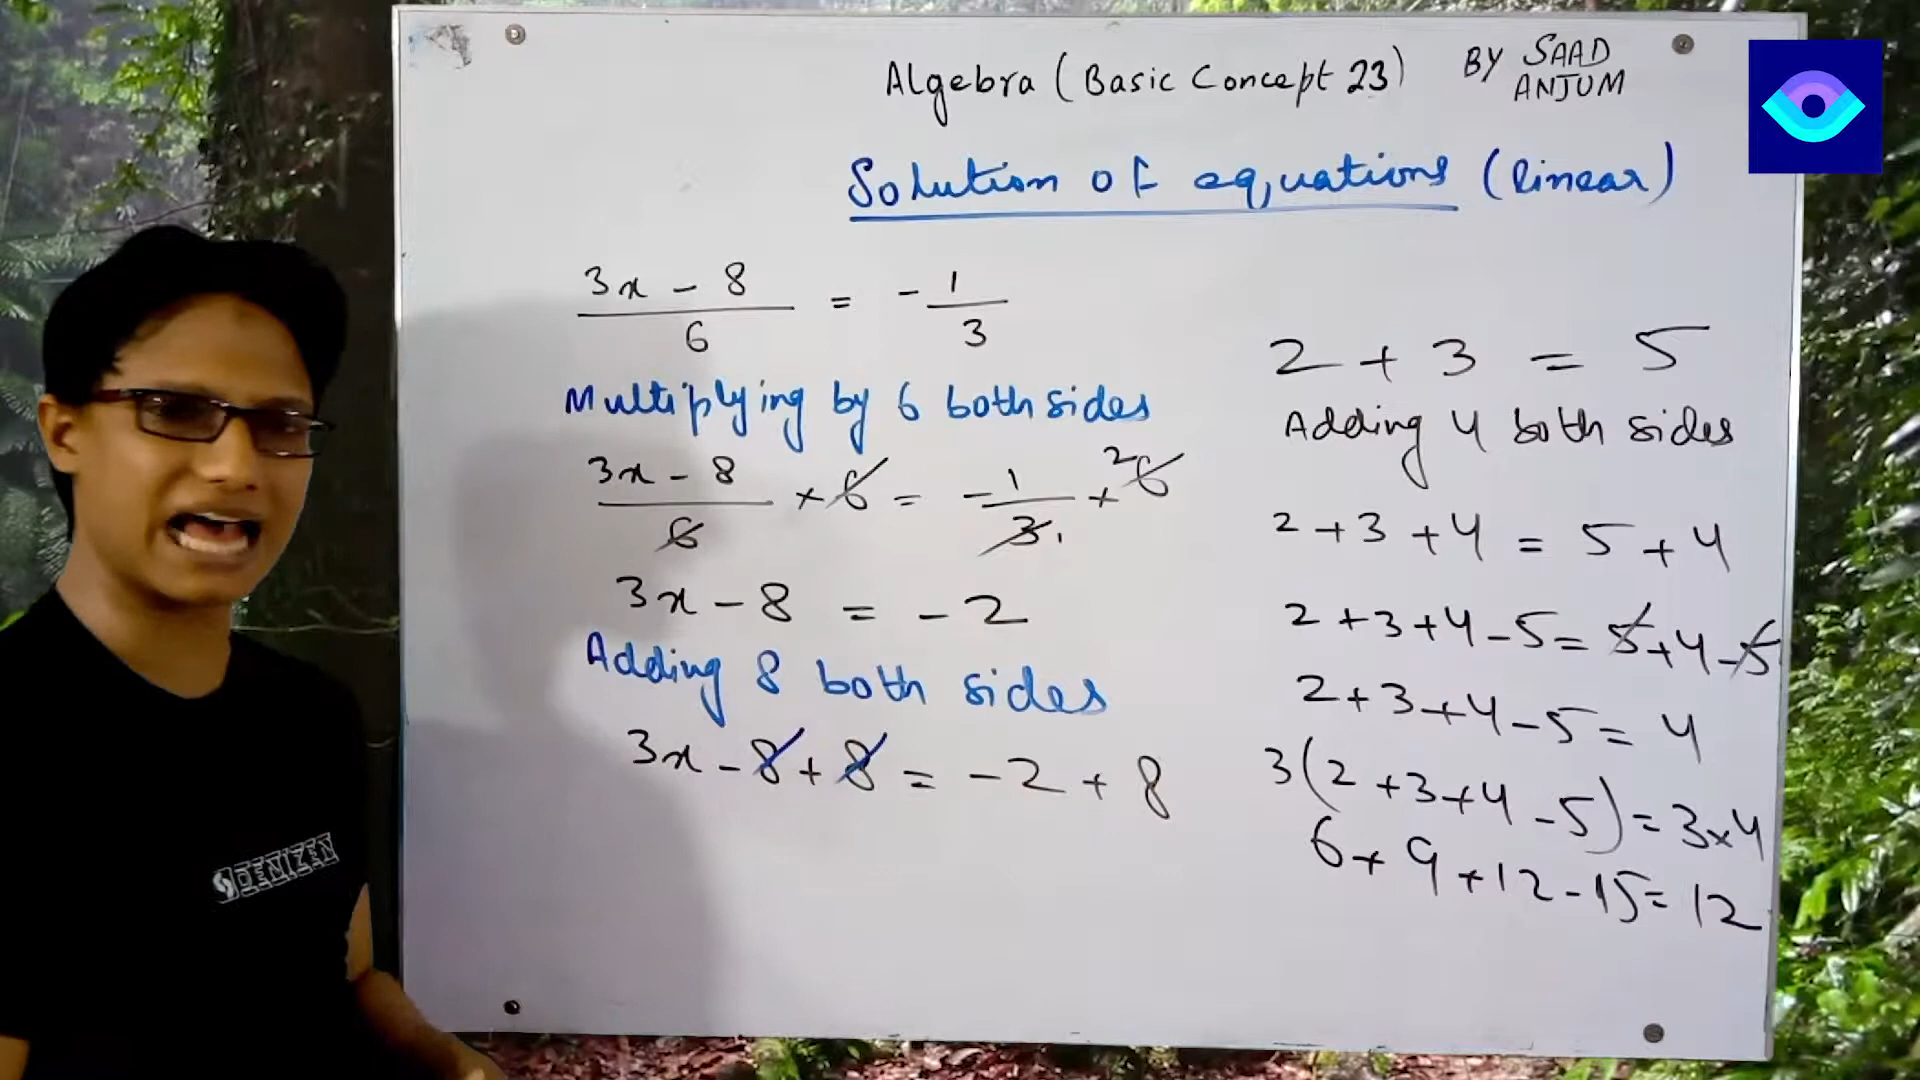 Algebra (Basic Concept 23) BY SAAD ANJUM
Solution of equations (linear)
3x - 8 / 6 = - 1 / 3
Multiplying by 6 both sides
3x - 8 / 6 × 6 = - 1 / 3 1 × 6 2
3x - 8 = - 2
Adding 8 both sides
3x - 8 + 8 = - 2 + 8
2 + 3 = 5
Adding 4 both sides
2 + 3 + 4 = 5 + 4
2 + 3 + 4 - 5 = 5 + 4 - 5
2 + 3 + 4 - 5 = 4
3(2 + 3 + 4 - 5) = 3 × 4
6 + 9 + 12 - 15 = 12
DENIZEN